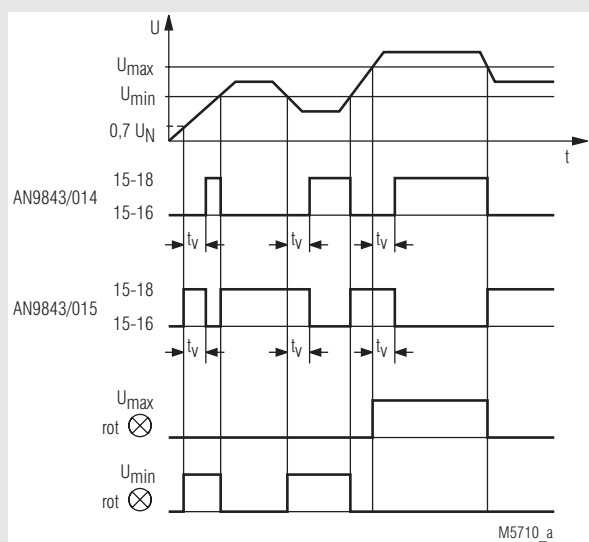 U
Umax
Umin
0,7 UN
t
AN9843/014
15-18
15-16
tv tv tv
AN9843/015
15-18
15-16
tv tv tv
Umax
rot
Umin
rot
M5710_a